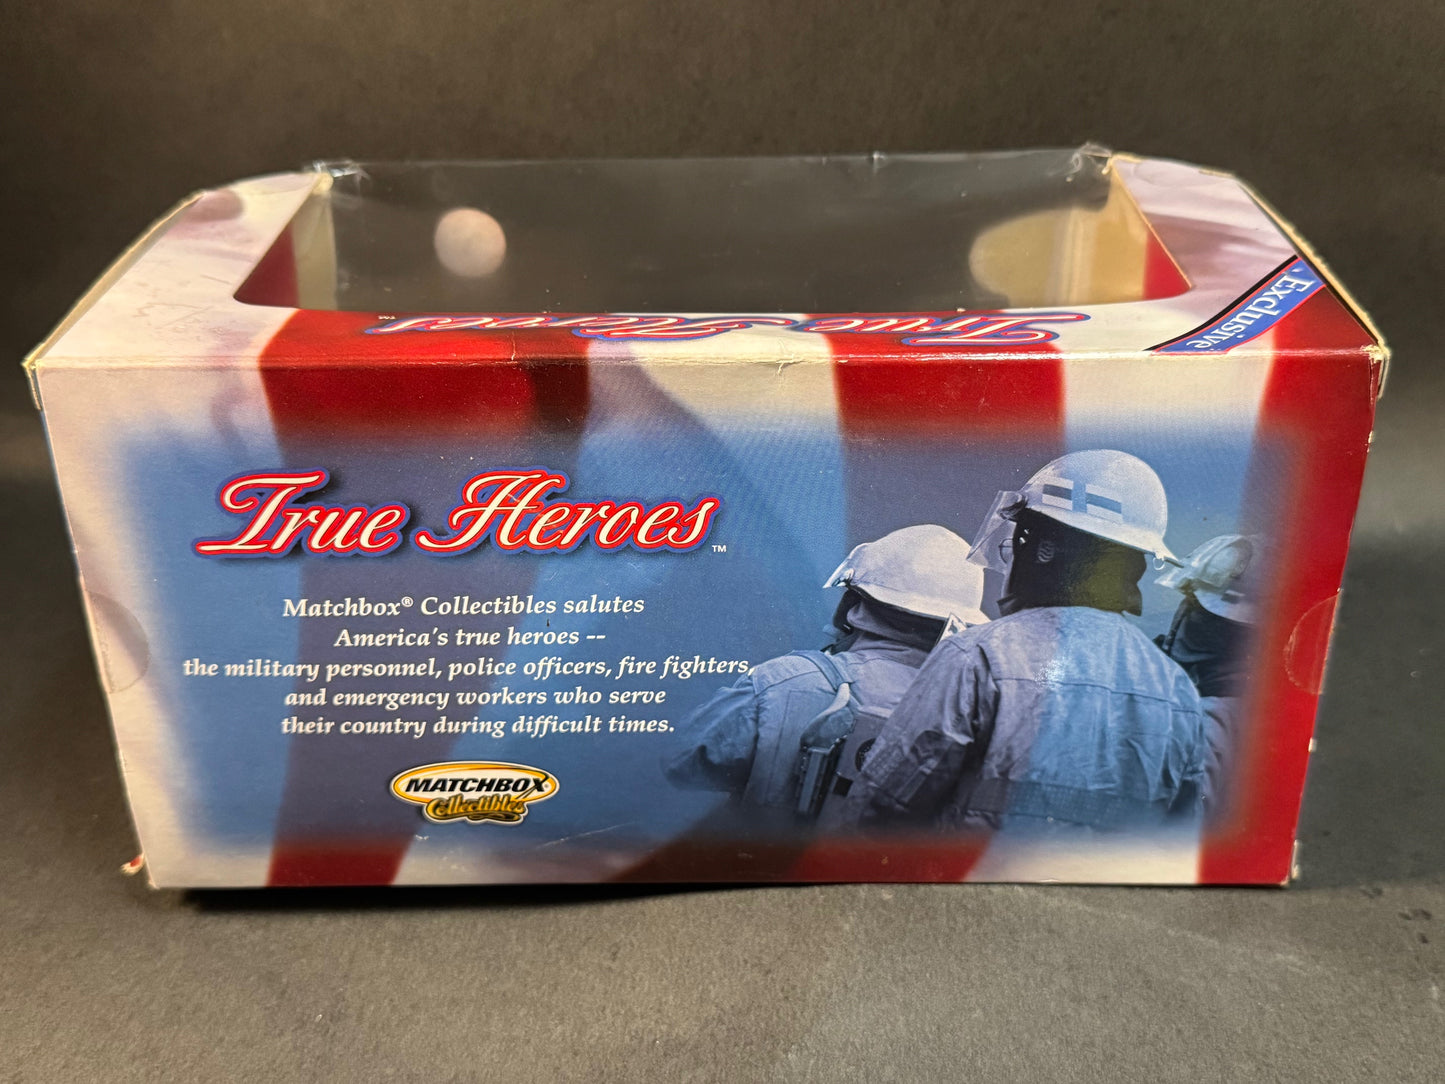 True Heroes™
Exclusive
True Heroes™
Matchbox® Collectibles salutes
America's true heroes --
the military personnel, police officers, fire fighters,
and emergency workers who serve
their country during difficult times.
MATCHBOX
Collectibles